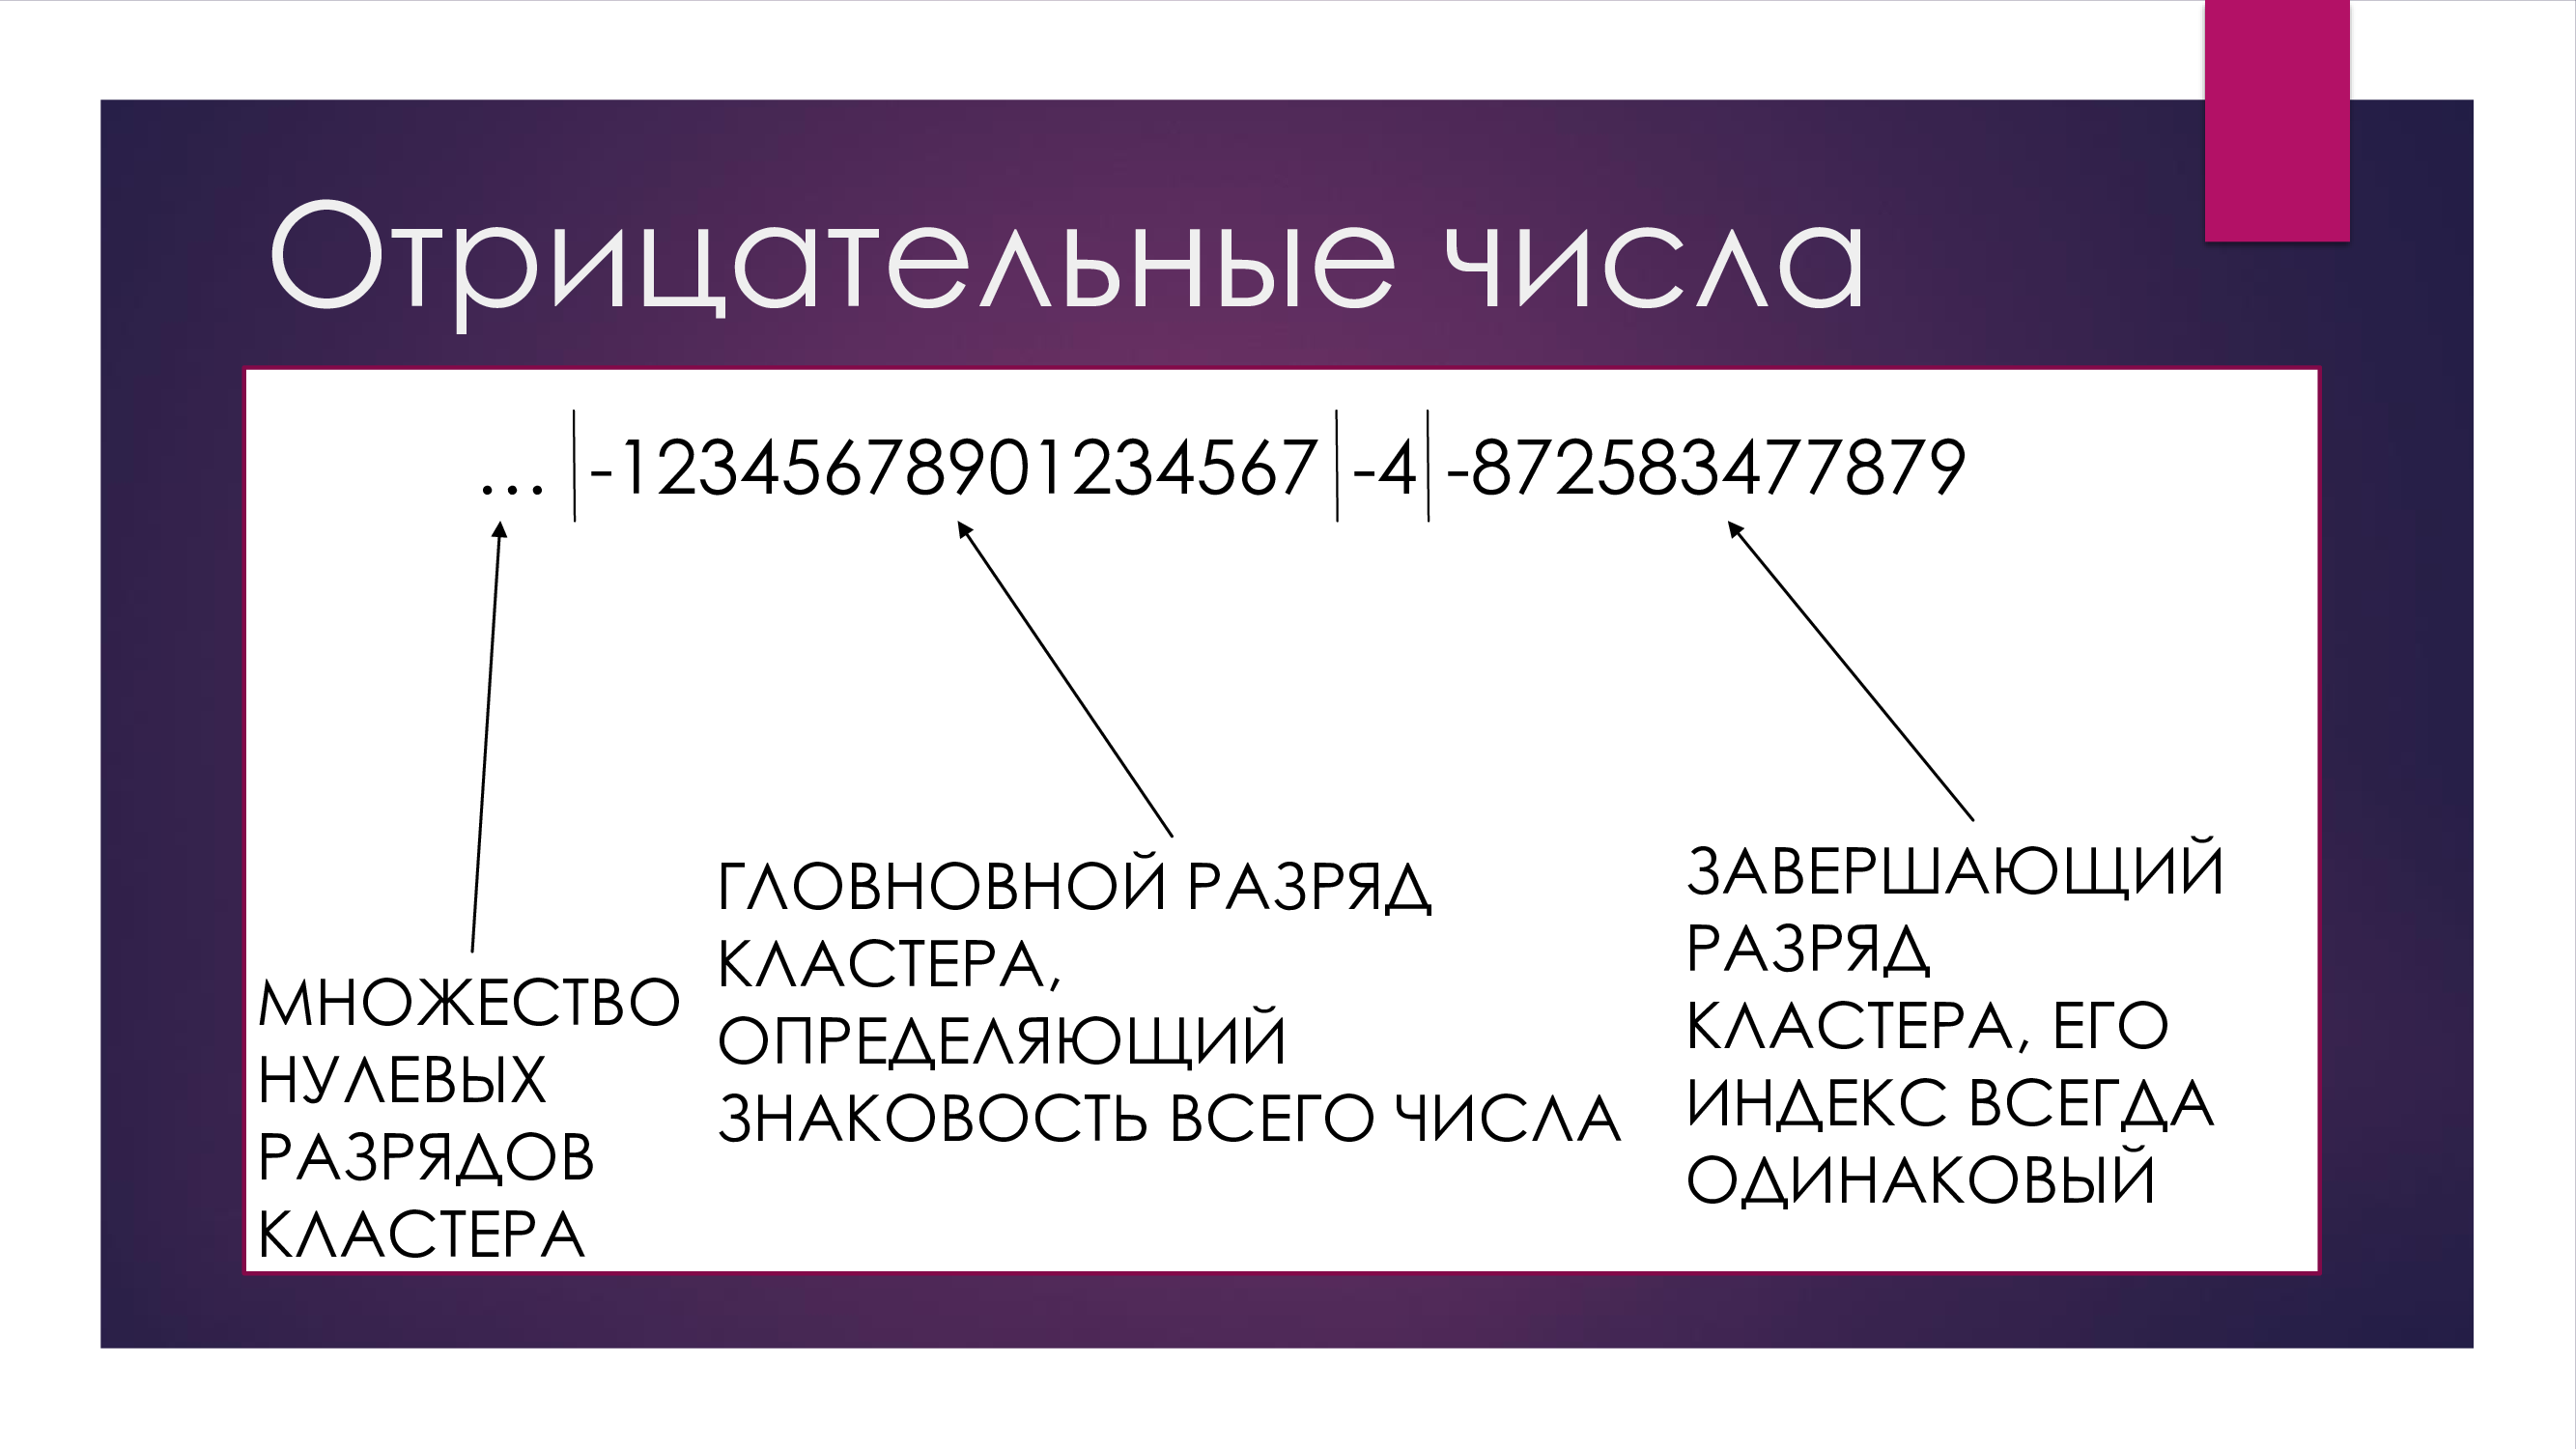 Отрицательные числа
... -12345678901234567 -4 -872583477879
МНОЖЕСТВО
НУЛЕВЫХ
РАЗРЯДОВ
КЛАСТЕРА
ГЛОВНОВНОЙ РАЗРЯД
КЛАСТЕРА,
ОПРЕДЕЛЯЮЩИЙ
ЗНАКОВОСТЬ ВСЕГО ЧИСЛА
ЗАВЕРШАЮЩИЙ
РАЗРЯД
КЛАСТЕРА, ЕГО
ИНДЕКС ВСЕГДА
ОДИНАКОВЫЙ